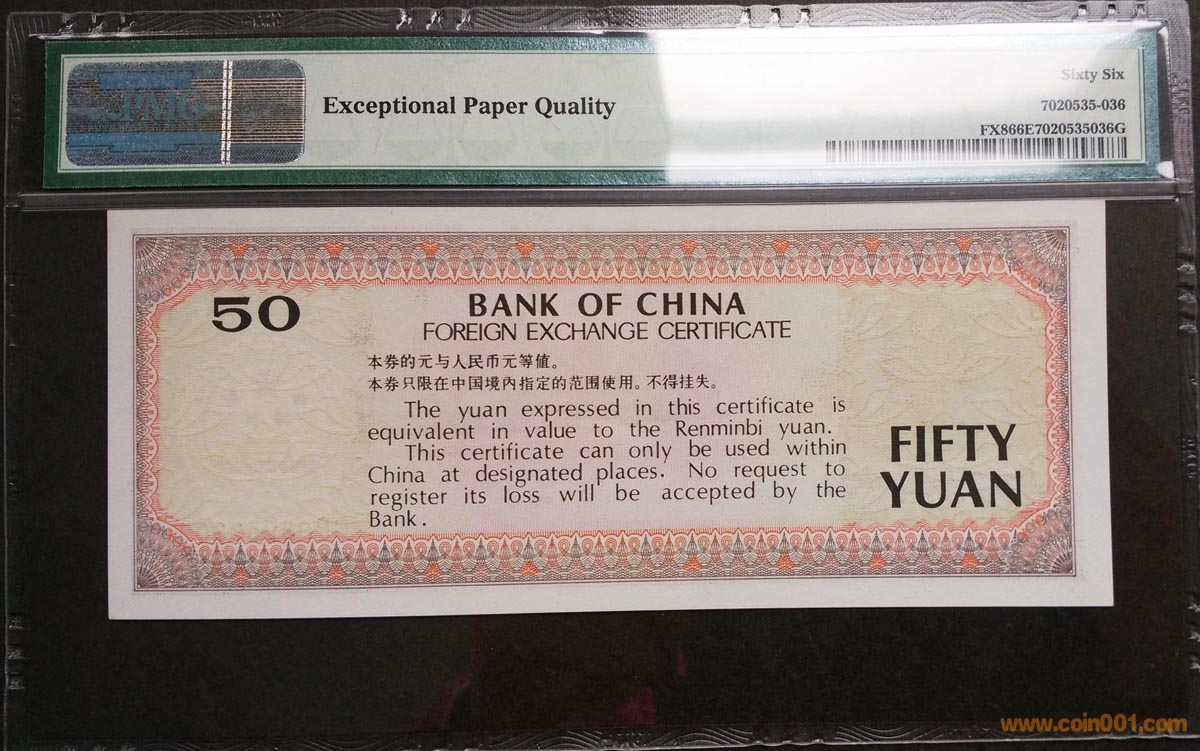 PMG
Exceptional Paper Quality
Sixty Six
7020535-036
FX866E7020535036G
50
BANK OF CHINA
FOREIGN EXCHANGE CERTIFICATE
本券的元与人民币元等值。
本券只限在中国境内指定的范围使用。不得挂失。
The yuan expressed in this certificate is
equivalent in value to the Renminbi yuan.
This certificate can only be used within
China at designated places. No request to
register its loss will be accepted by the
Bank.
FIFTY
YUAN
www.coin001.com